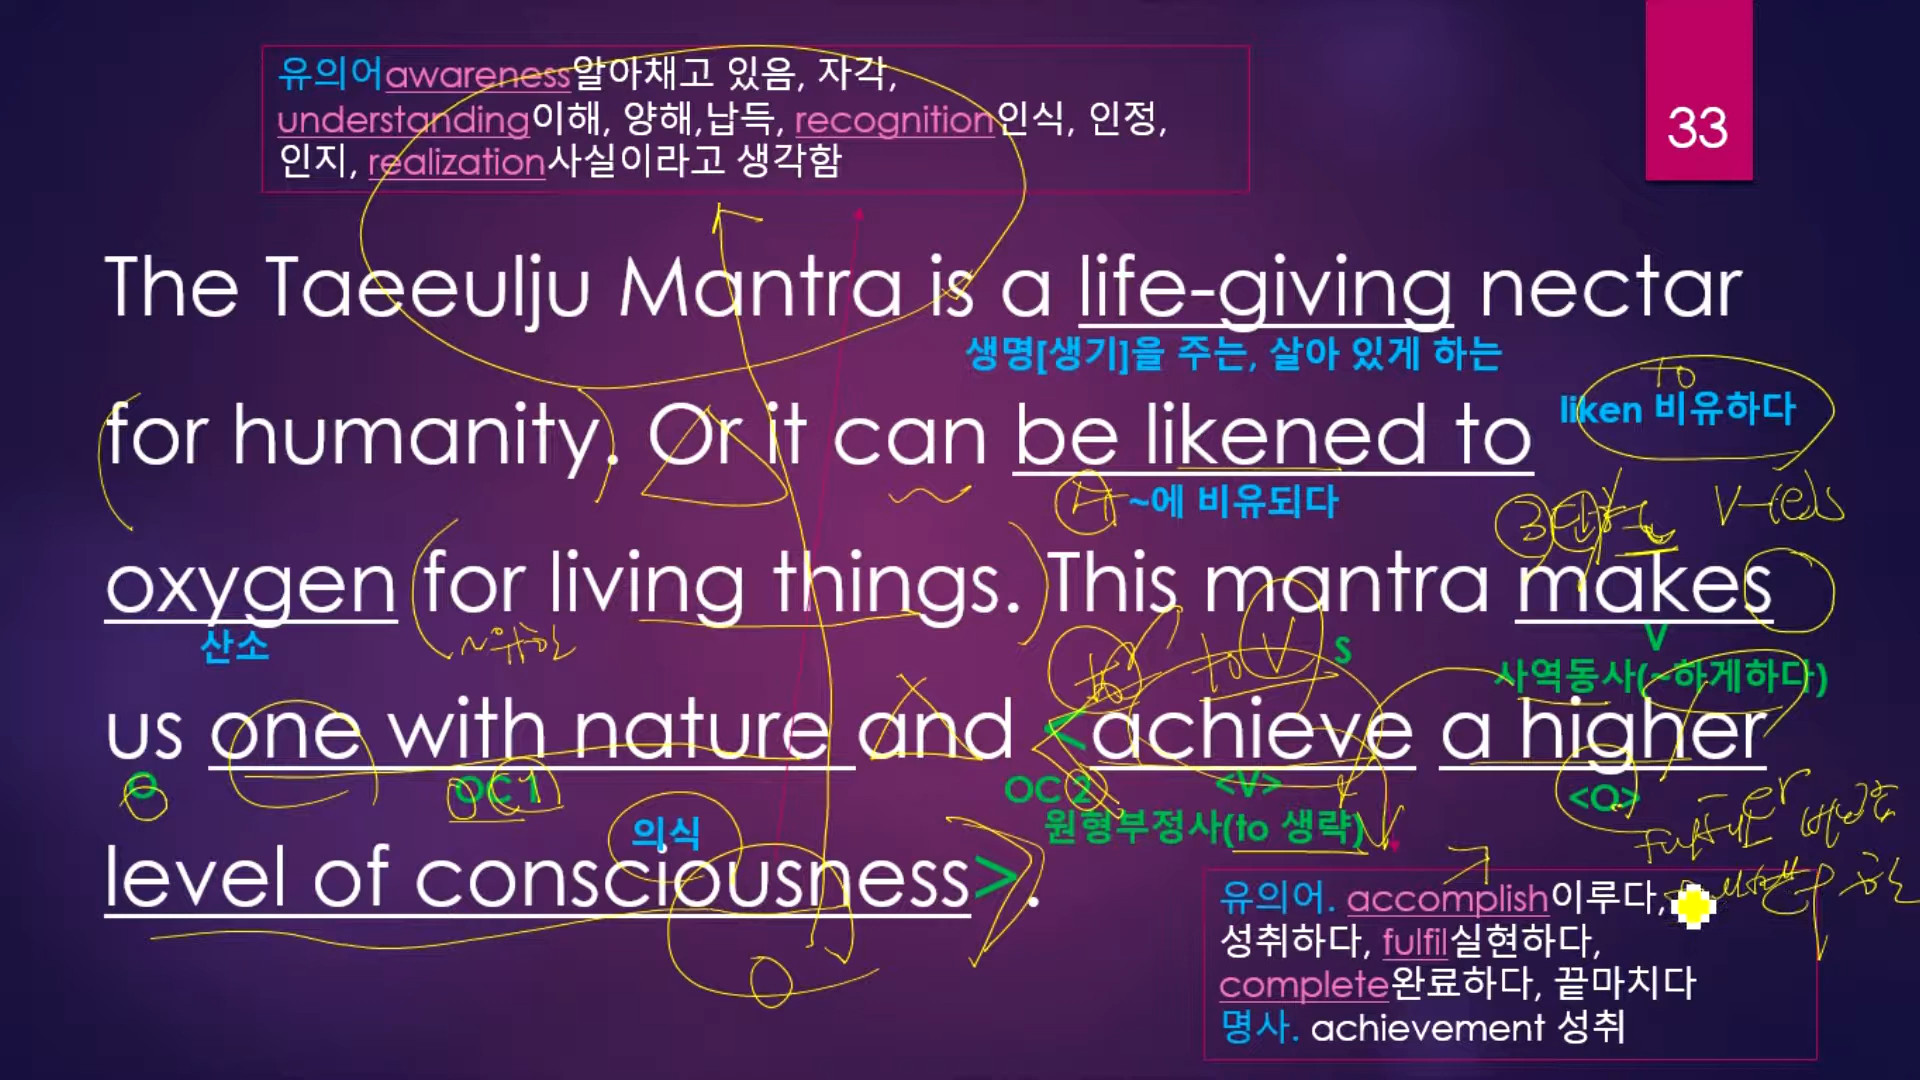 유의어awareness알아채고 있음, 자각,
understanding이해, 양해,납득, recognition인식, 인정,
인지, realization사실이라고 생각함
33
The Taeeulju Mantra is a life-giving nectar
생명[생기]을 주는, 살아 있게 하는
to
liken 비유하다
for humanity. Or it can be likened to
~에 비유되다
oxygen for living things. This mantra makes
산소
~위한
to V
S
V
사역동사(~하게하다)
us one with nature and <achieve a higher
O
OC 1
OC 2
<V>
<O>
원형부정사(to 생략)
의식
level of consciousness>.
유의어. accomplish이루다,
성취하다, fulfil실현하다,
complete완료하다, 끝마치다
명사. achievement 성취